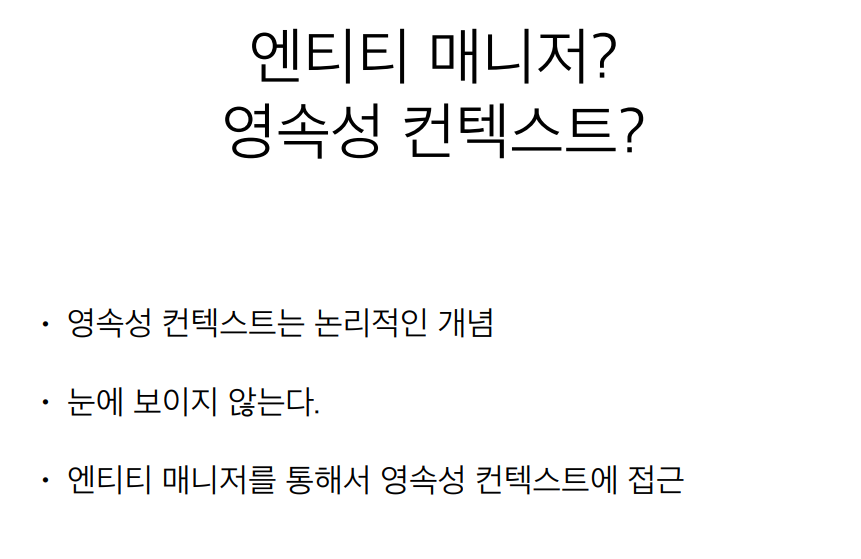 엔티티 매니저?
영속성 컨텍스트?
• 영속성 컨텍스트는 논리적인 개념
• 눈에 보이지 않는다.
• 엔티티 매니저를 통해서 영속성 컨텍스트에 접근